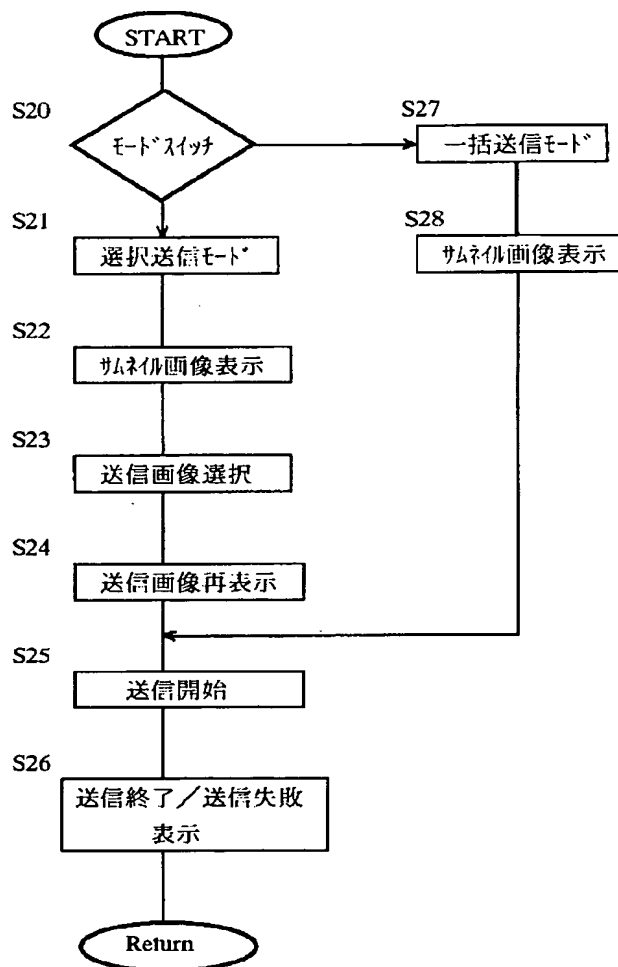 START
S20
ﾓｰﾄﾞｽｲｯﾁ
S27
一括送信ﾓｰﾄﾞ
S21
選択送信ﾓｰﾄﾞ
S28
ｻﾑﾈｲﾙ画像表示
S22
ｻﾑﾈｲﾙ画像表示
S23
送信画像選択
S24
送信画像再表示
S25
送信開始
S26
送信終了／送信失敗
表示
Return